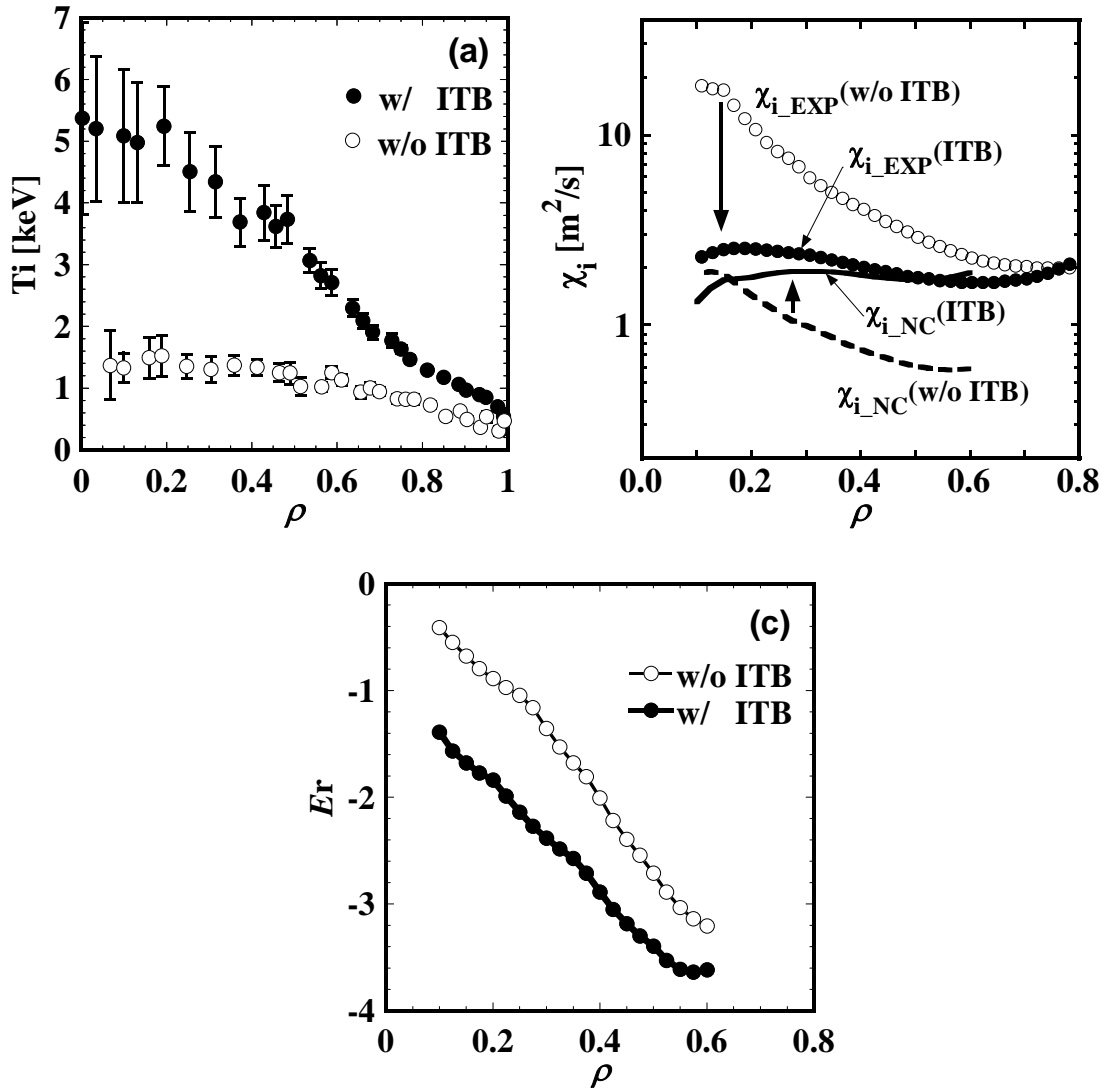 7
6
5
4
3
2
1
0
Ti [keV]
(a)
w/ ITB
w/o ITB
0 0.2 0.4 0.6 0.8 1
ρ
10
1
χi [m²/s]
χi_EXP(w/o ITB)
χi_EXP(ITB)
χi_NC(ITB)
χi_NC(w/o ITB)
0.0 0.2 0.4 0.6 0.8
ρ
0
-1
-2
-3
-4
Er
(c)
w/o ITB
w/ ITB
0 0.2 0.4 0.6 0.8
ρ